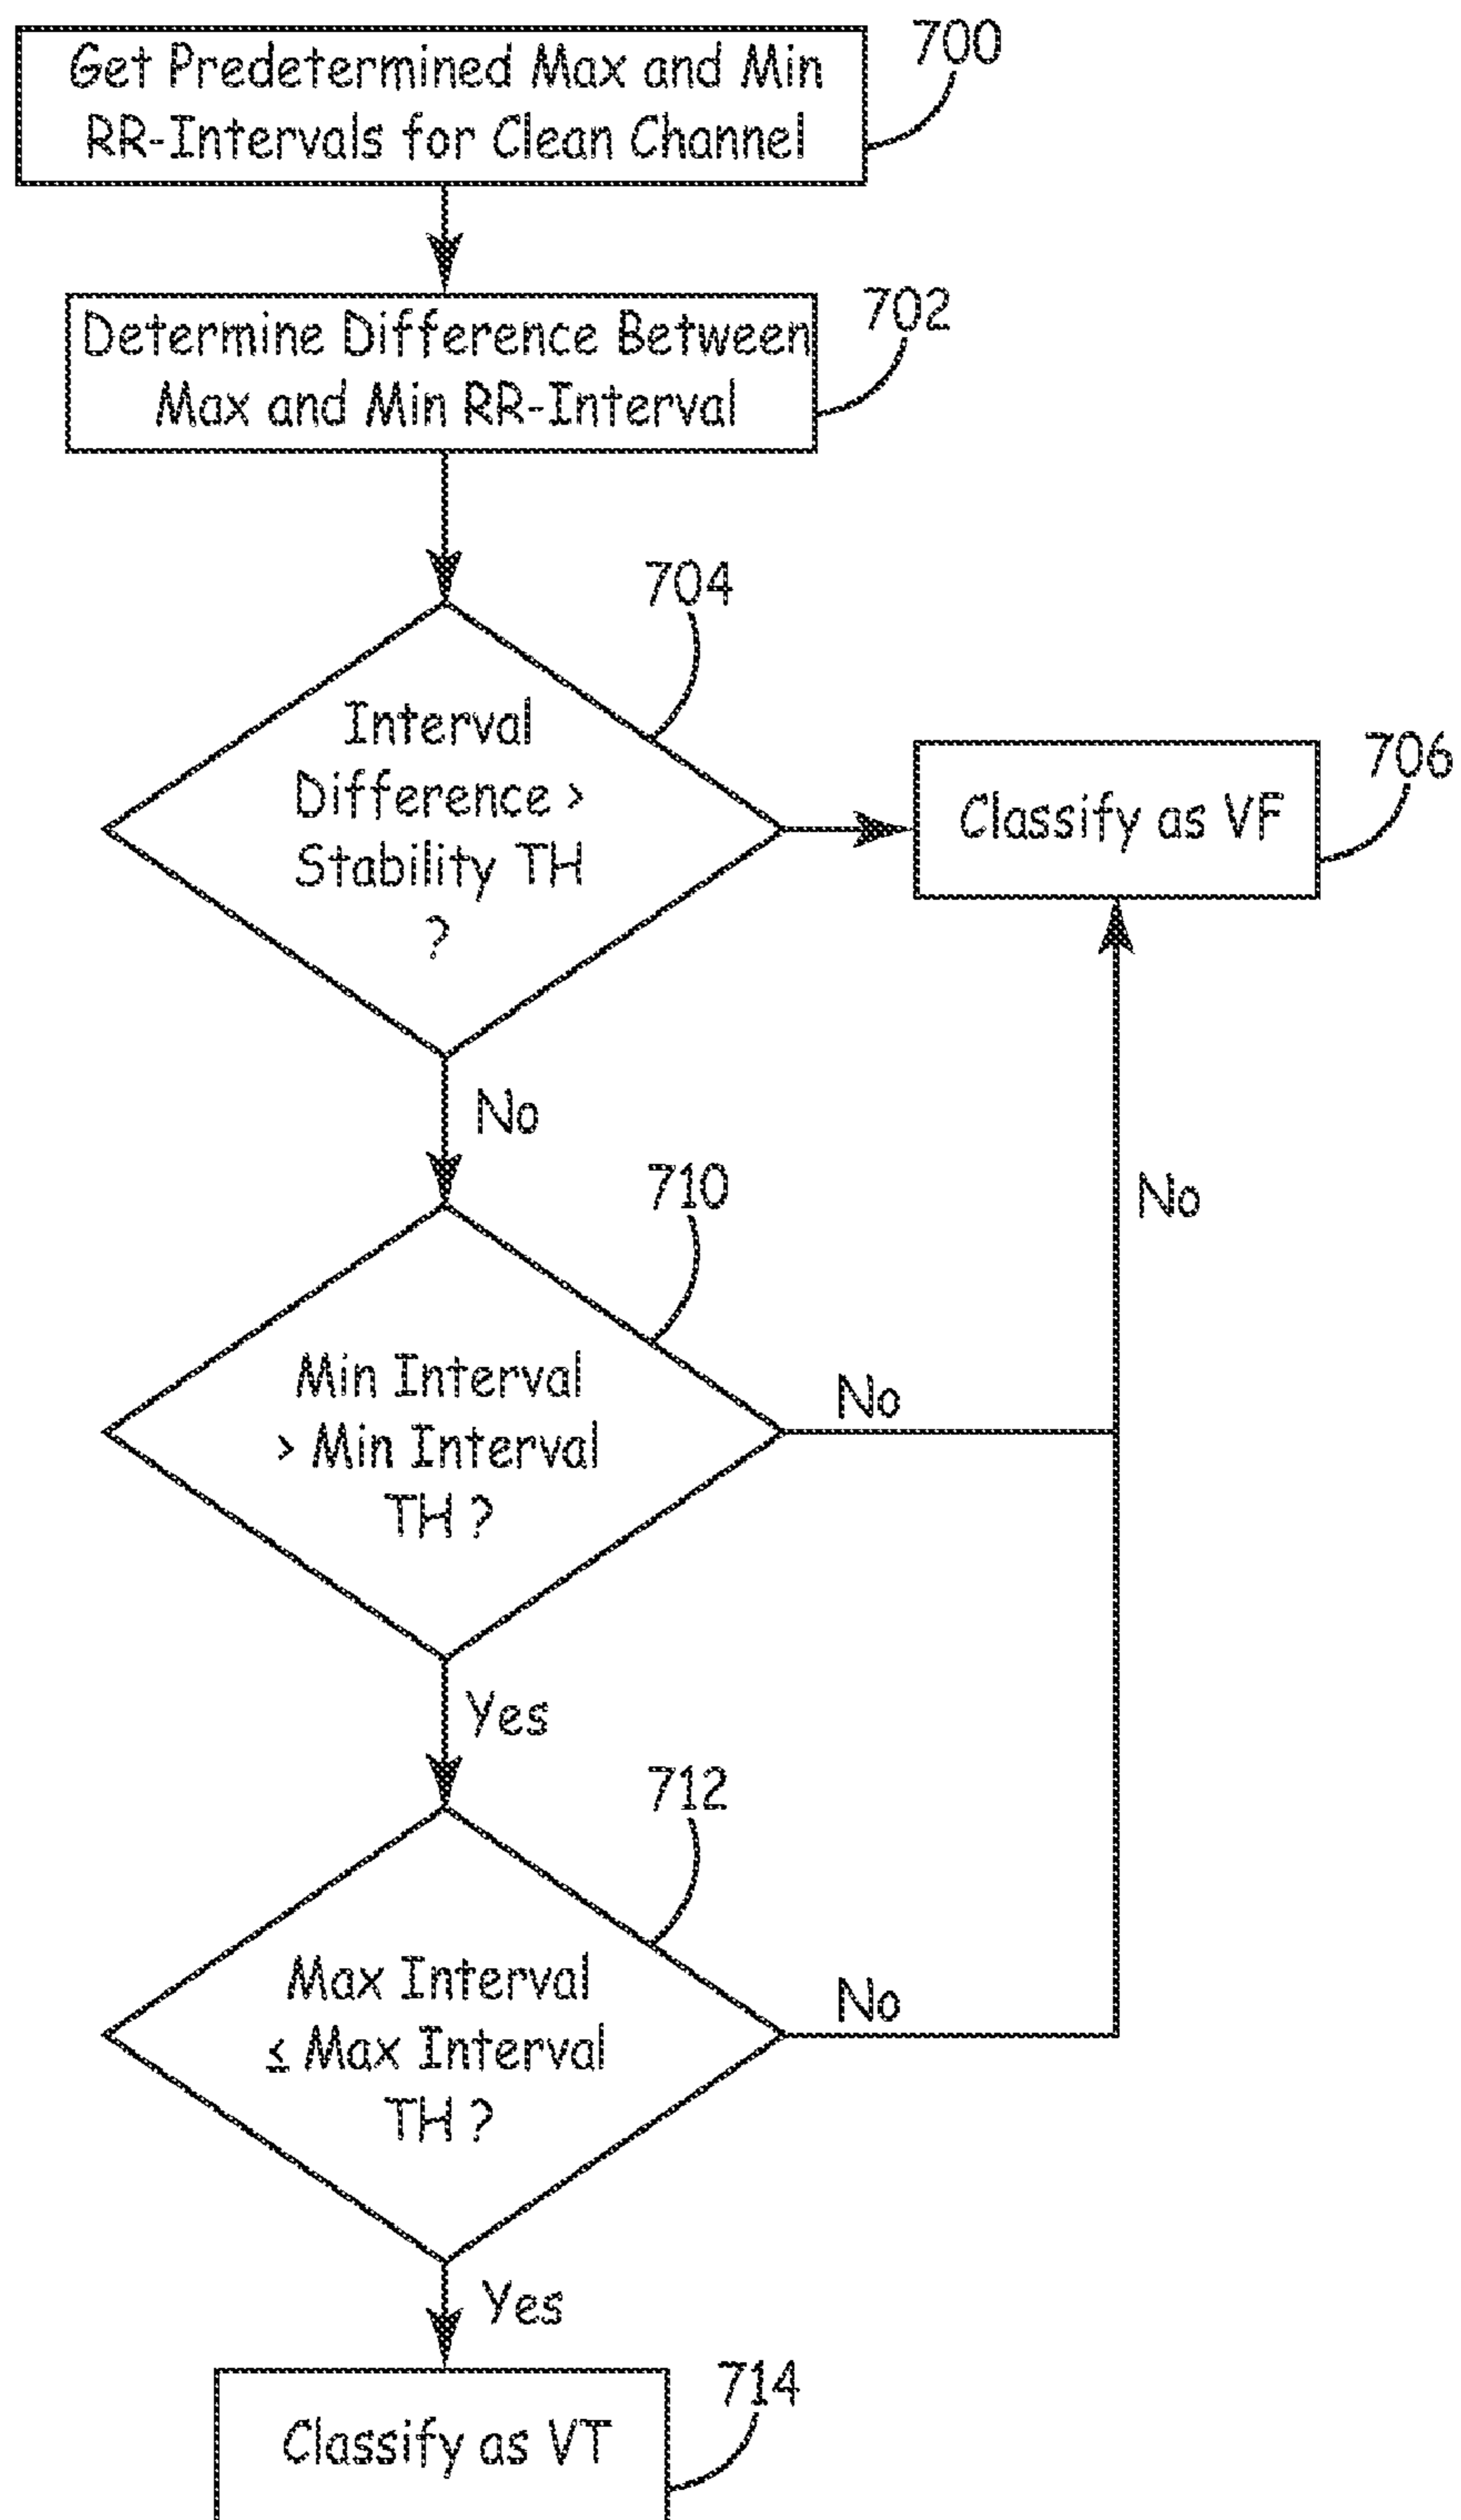 700
Get Predetermined Max and Min
RR-Intervals for Clean Channel
702
Determine Difference Between
Max and Min RR-Interval
704
Interval
Difference >
Stability TH
?
706
Classify as VF
No
710
No
Min Interval
> Min Interval
TH ?
No
Yes
712
Max Interval
≤ Max Interval
TH ?
No
Yes
714
Classify as VT